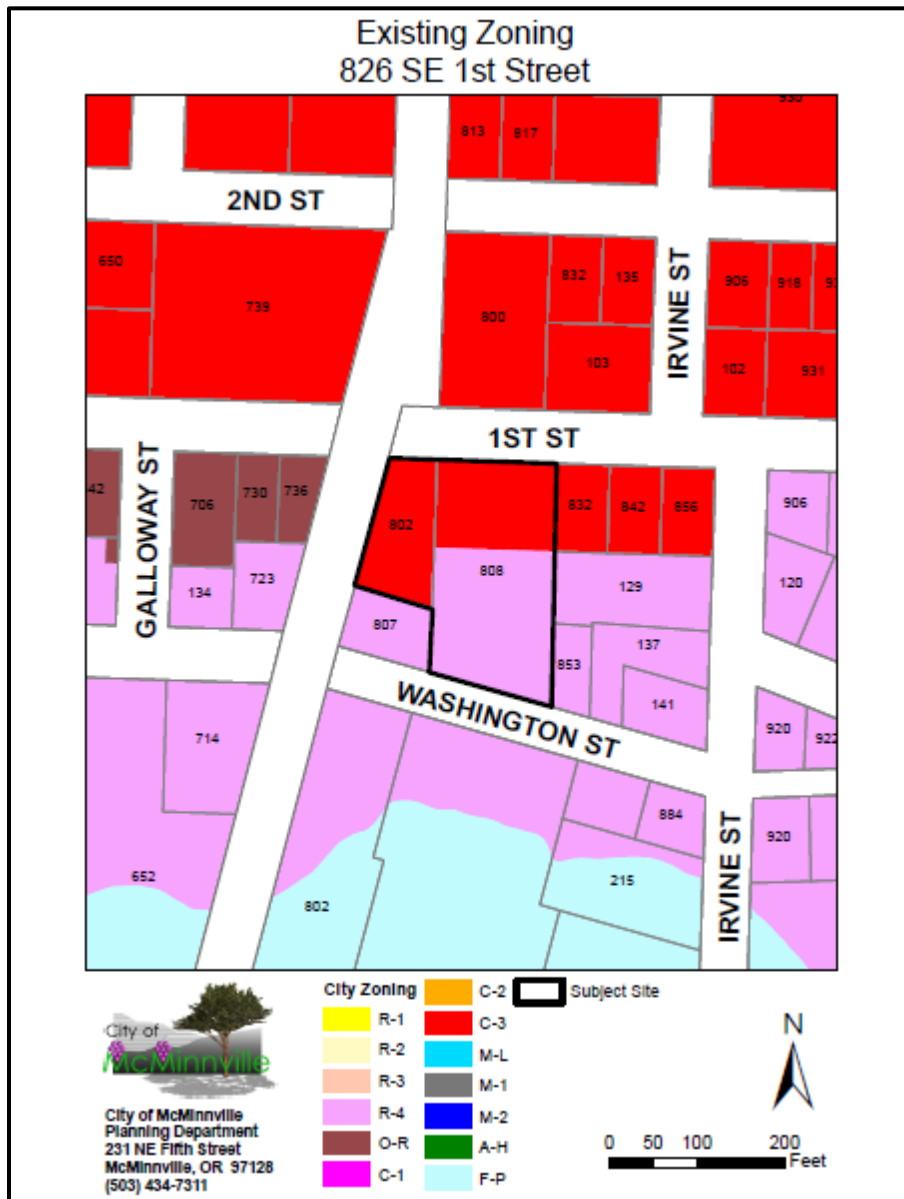 Existing Zoning
826 SE 1st Street
930
813
817
2ND ST
650
739
800
832
135
IRVINE ST
906
918
103
102
931
1ST ST
GALLOWAY ST
42
706
730
736
802
832
842
856
906
808
134
723
129
120
807
137
853
141
WASHINGTON ST
714
920
922
884
920
652
802
215
IRVINE ST
City of
McMinnville
City of McMinnville
Planning Department
231 NE Fifth Street
McMinnville, OR 97128
(503) 434-7311
City Zoning
R-1
R-2
R-3
R-4
O-R
C-1
C-2
C-3
M-L
M-1
M-2
A-H
F-P
Subject Site
N
0 50 100 200
Feet